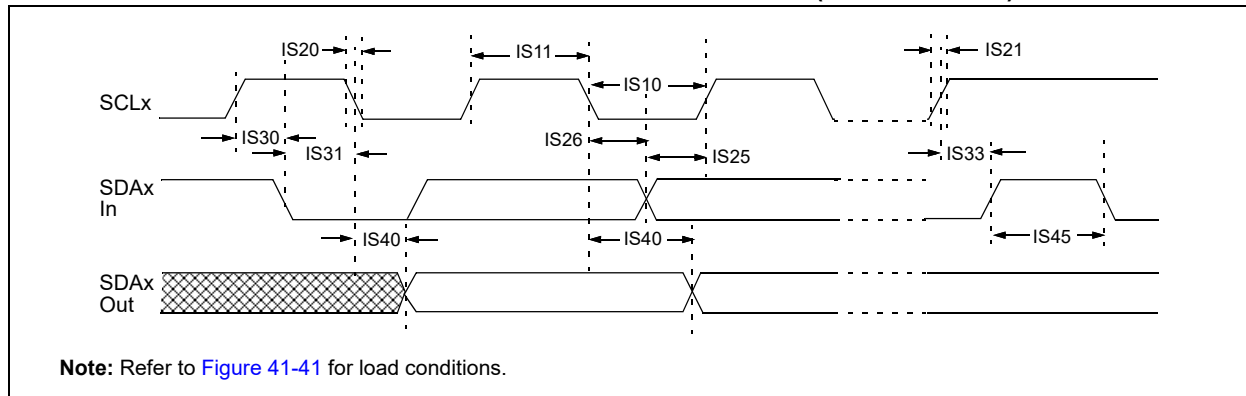 IS20
IS11
IS21
IS10
SCLx
IS30
IS26
IS31
IS25
IS33
SDAx
In
IS40
IS40
IS45
SDAx
Out
Note: Refer to Figure 41-41 for load conditions.